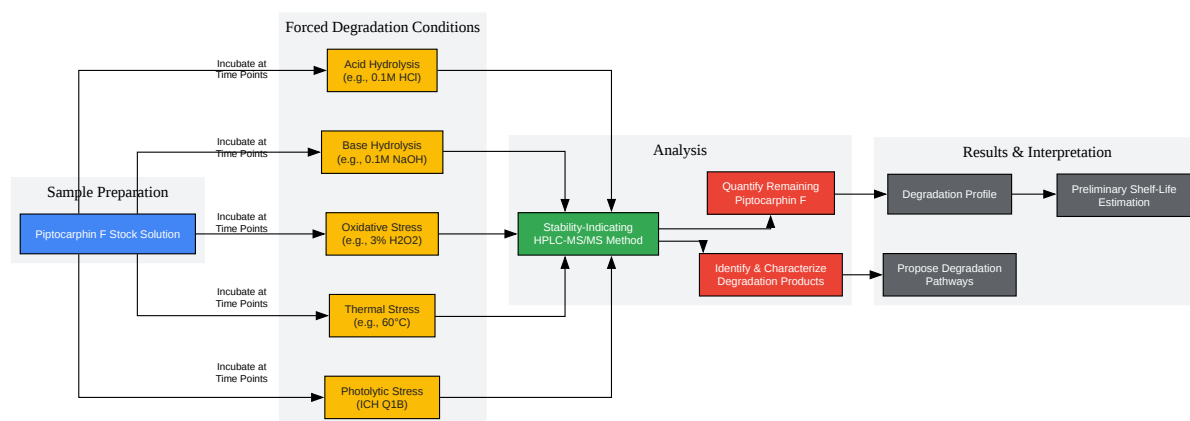 Forced Degradation Conditions
Incubate at
Time Points
Acid Hydrolysis
(e.g., 0.1M HCl)
Incubate at
Time Points
Base Hydrolysis
(e.g., 0.1M NaOH)
Sample Preparation
Piptocarphin F Stock Solution
Incubate at
Time Points
Oxidative Stress
(e.g., 3% H2O2)
Incubate at
Time Points
Thermal Stress
(e.g., 60°C)
Incubate at
Time Points
Photolytic Stress
(ICH Q1B)
Analysis
Stability-Indicating
HPLC-MS/MS Method
Quantify Remaining
Piptocarphin F
Identify & Characterize
Degradation Products
Results & Interpretation
Degradation Profile
Preliminary Shelf-Life
Estimation
Propose Degradation
Pathways